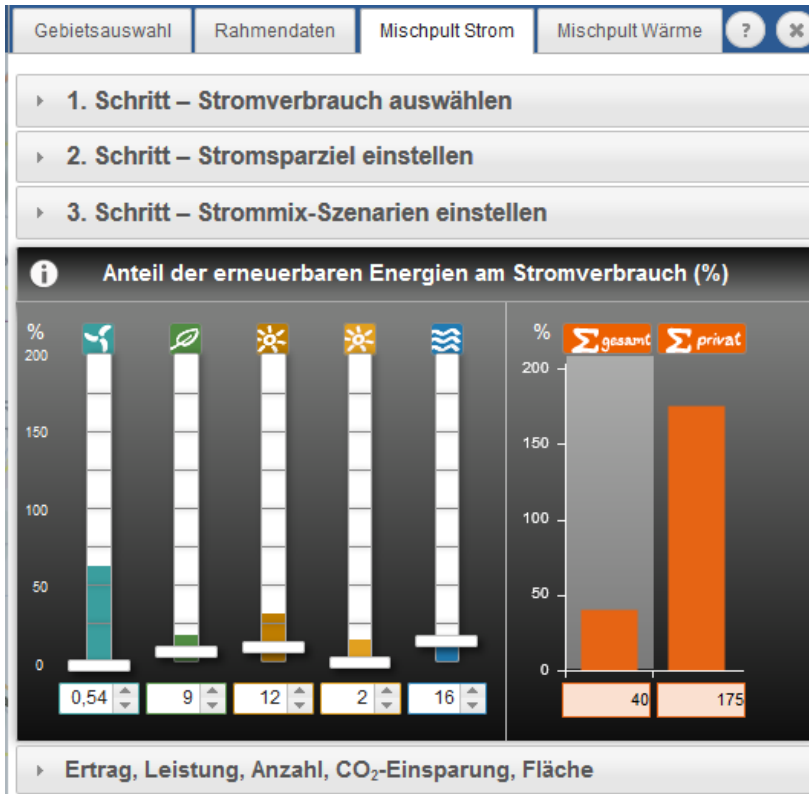 Gebietsauswahl Rahmendaten Mischpult Strom Mischpult Wärme ?
1. Schritt – Stromverbrauch auswählen
2. Schritt – Stromsparziel einstellen
3. Schritt – Strommix-Szenarien einstellen
i Anteil der erneuerbaren Energien am Stromverbrauch (%)
%
200
150
100
50
0
0,54 9 12 2 16
% Σ gesamt Σ privat
200
150
100
50
0
40 175
Ertrag, Leistung, Anzahl, CO₂-Einsparung, Fläche